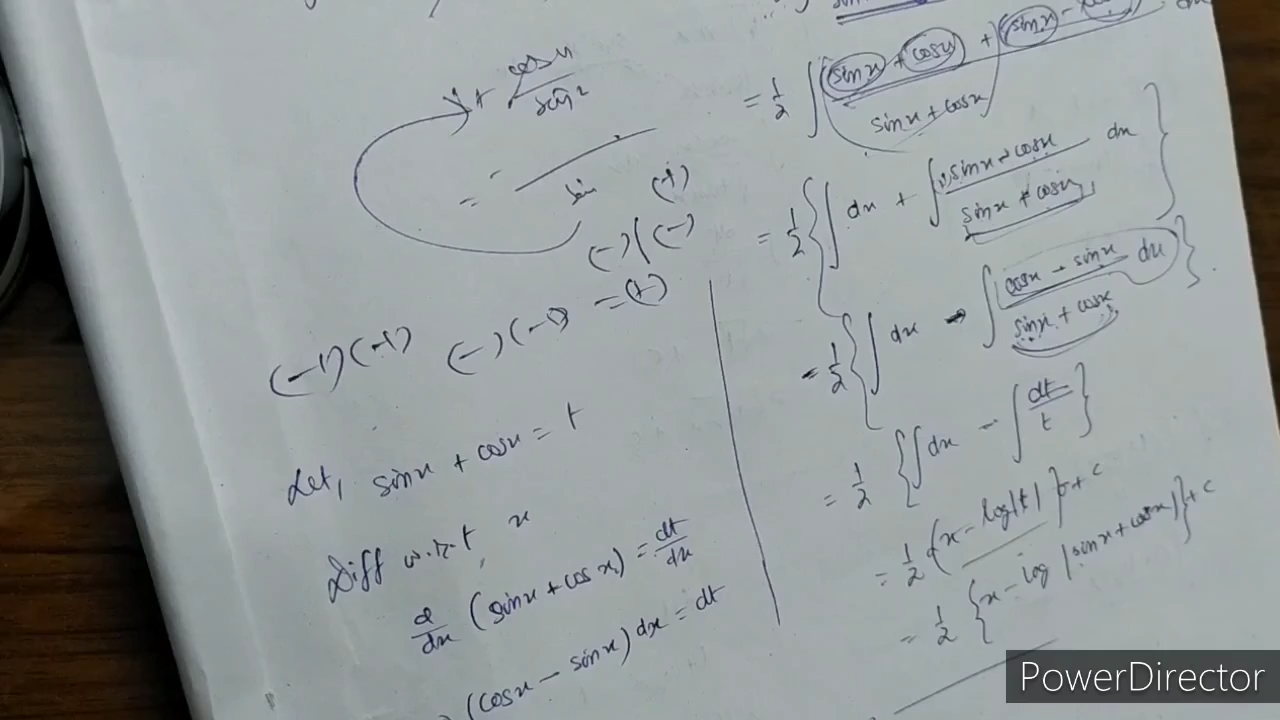 cosx
= 1/2 ∫ (sinx + cosx) + (sinx -
sinx + cosx
= 1/2 { ∫ dx + ∫ sinx - cosx / sinx + cosx dx }
= 1/2 { ∫ dx - ∫ cosx - sinx / sinx + cosx dx }
= 1/2 { ∫ dx - ∫ dt/t }
= 1/2 { x - log|t| } + c
= 1/2 { x - log |sinx + cosx| } + c
(+)
(-)(-)
(-1)(-1) (-)(-1) = (+)
Let, sinx + cosx = t
Diff w.r.t, x
d/dx (sinx + cosx) = dt/dx
(cosx - sinx) dx = dt
PowerDirector